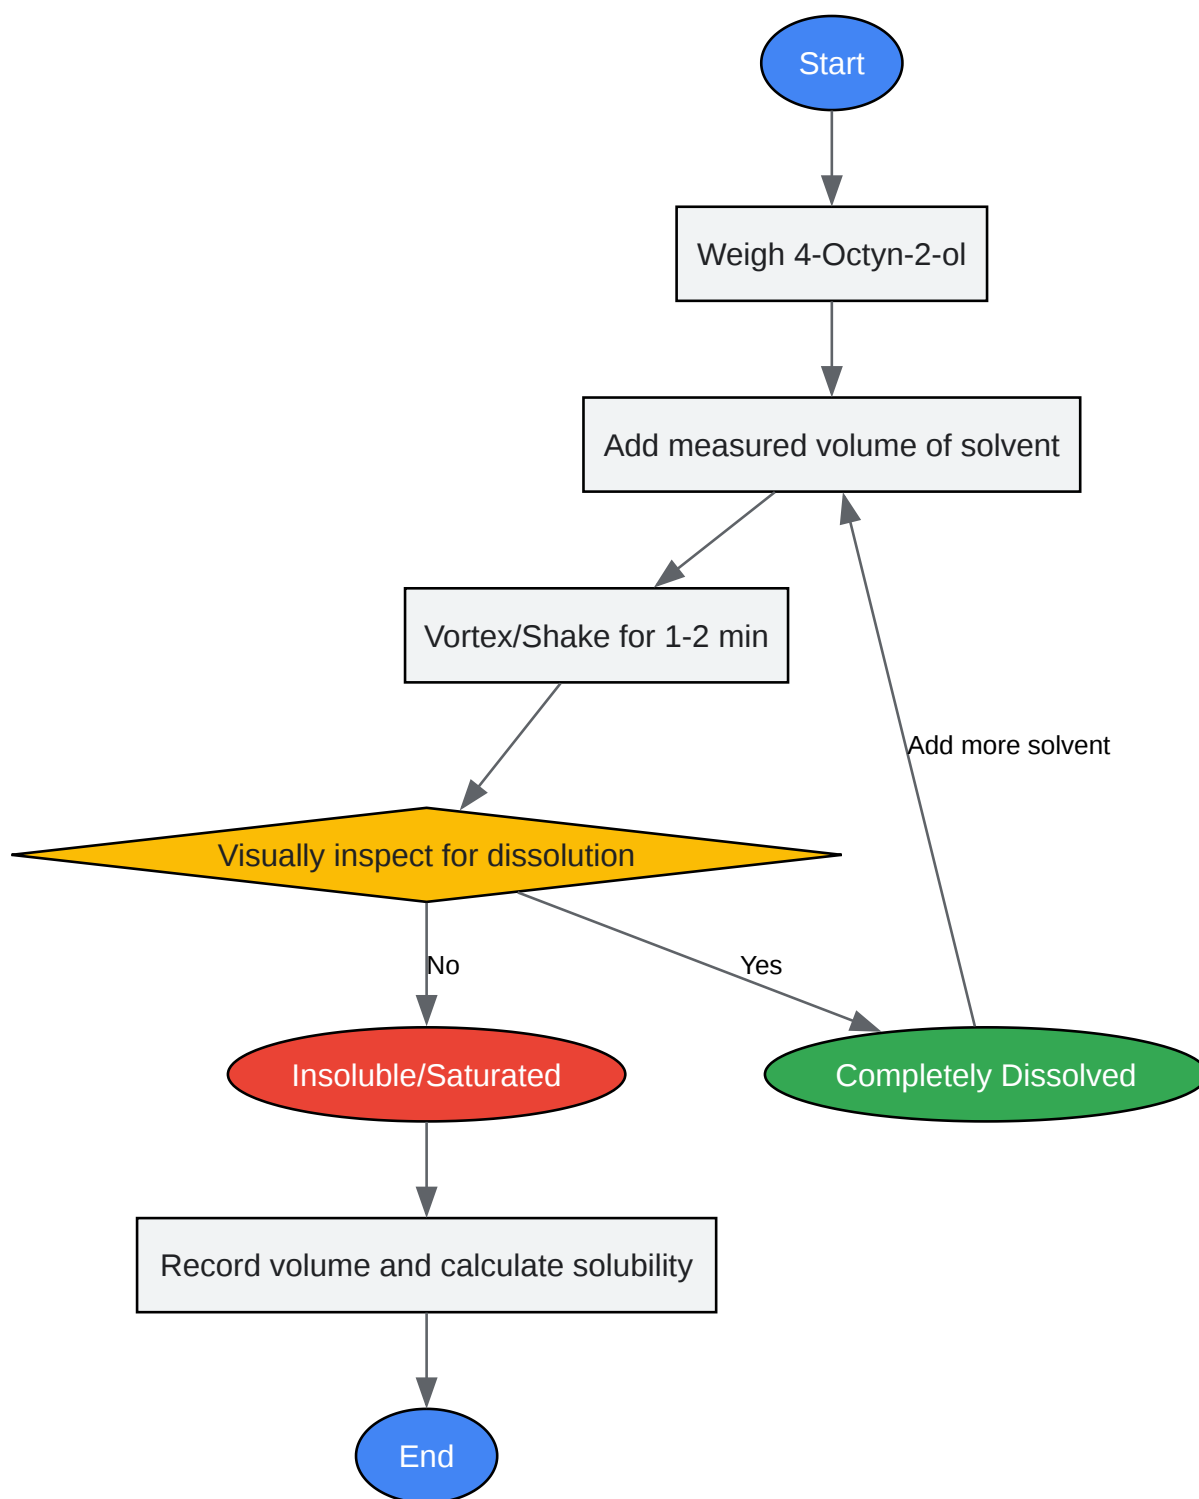 Start
Weigh 4-Octyn-2-ol
Add measured volume of solvent
Vortex/Shake for 1-2 min
Add more solvent
Visually inspect for dissolution
No
Yes
Insoluble/Saturated
Completely Dissolved
Record volume and calculate solubility
End